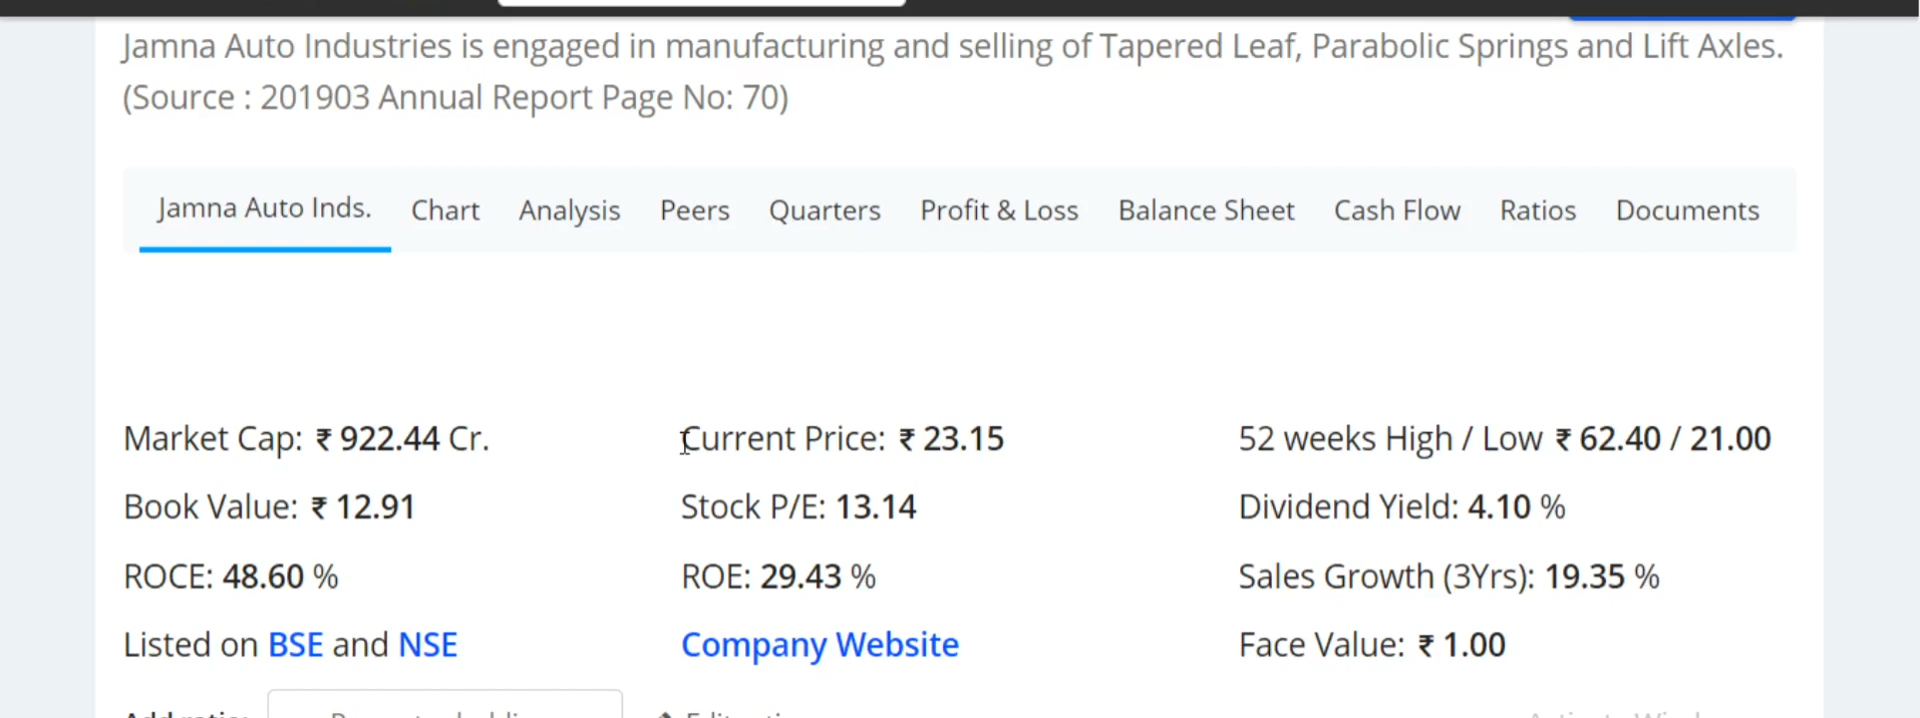 Jamna Auto Industries is engaged in manufacturing and selling of Tapered Leaf, Parabolic Springs and Lift Axles.
(Source : 201903 Annual Report Page No: 70)
Jamna Auto Inds. Chart Analysis Peers Quarters Profit & Loss Balance Sheet Cash Flow Ratios Documents
Market Cap: ₹ 922.44 Cr. Current Price: ₹ 23.15 52 weeks High / Low ₹ 62.40 / 21.00
Book Value: ₹ 12.91 Stock P/E: 13.14 Dividend Yield: 4.10 %
ROCE: 48.60 % ROE: 29.43 % Sales Growth (3Yrs): 19.35 %
Listed on BSE and NSE Company Website Face Value: ₹ 1.00
Add ratio: